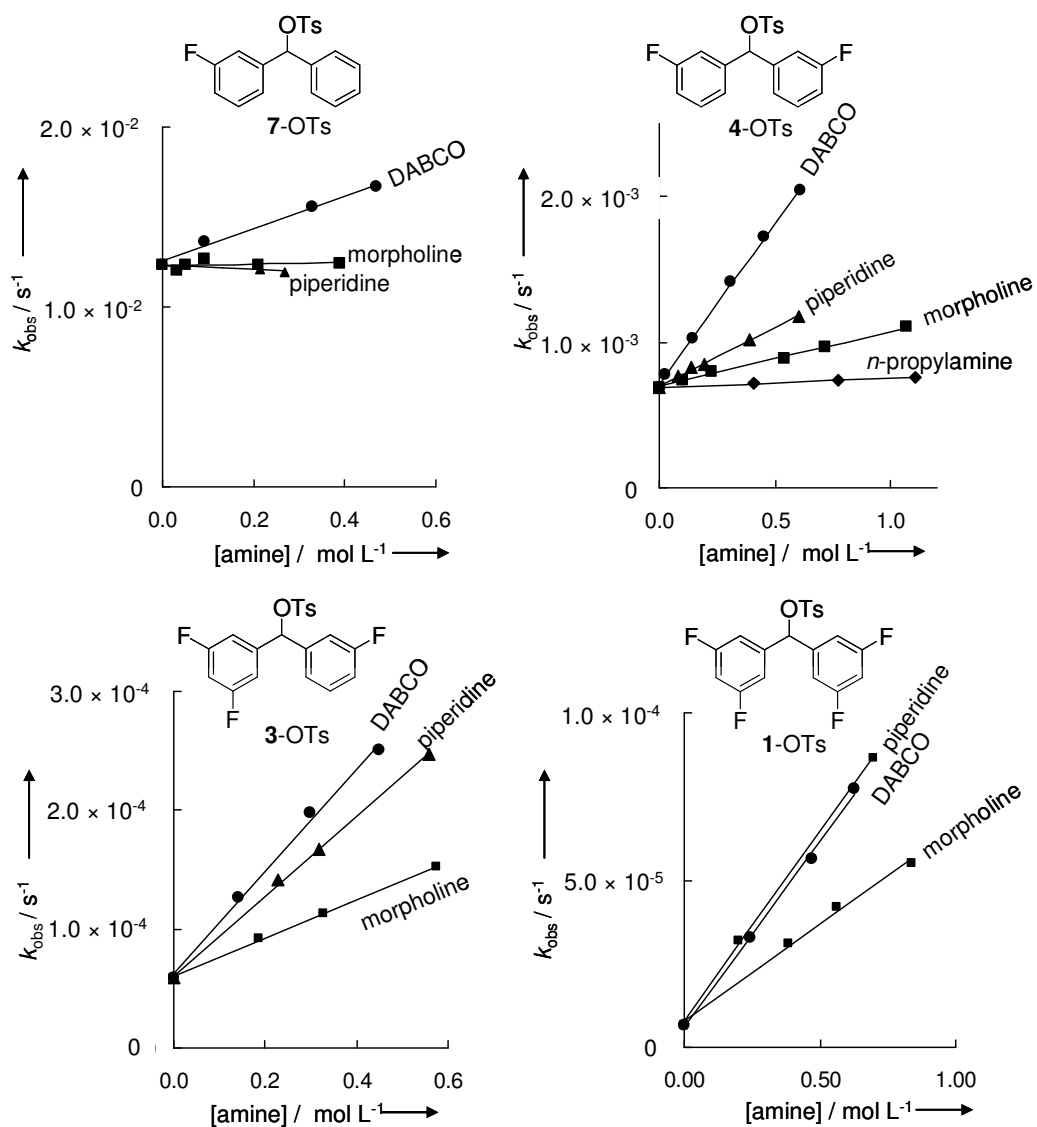 OTs
F
7-OTs
2.0 × 10⁻²
1.0 × 10⁻²
0
kobs / s⁻¹
DABCO
morpholine
piperidine
0.0 0.2 0.4 0.6
[amine] / mol L⁻¹
OTs
F F
4-OTs
2.0 × 10⁻³
1.0 × 10⁻³
0
kobs / s⁻¹
DABCO
piperidine
morpholine
n-propylamine
0.0 0.5 1.0
[amine] / mol L⁻¹
OTs
F F
F
3-OTs
3.0 × 10⁻⁴
2.0 × 10⁻⁴
1.0 × 10⁻⁴
0
kobs / s⁻¹
DABCO
piperidine
morpholine
0.0 0.2 0.4 0.6
[amine] / mol L⁻¹
OTs
F F
F F
1-OTs
1.0 × 10⁻⁴
5.0 × 10⁻⁵
0
kobs / s⁻¹
piperidine
DABCO
morpholine
0.00 0.50 1.00
[amine] / mol L⁻¹